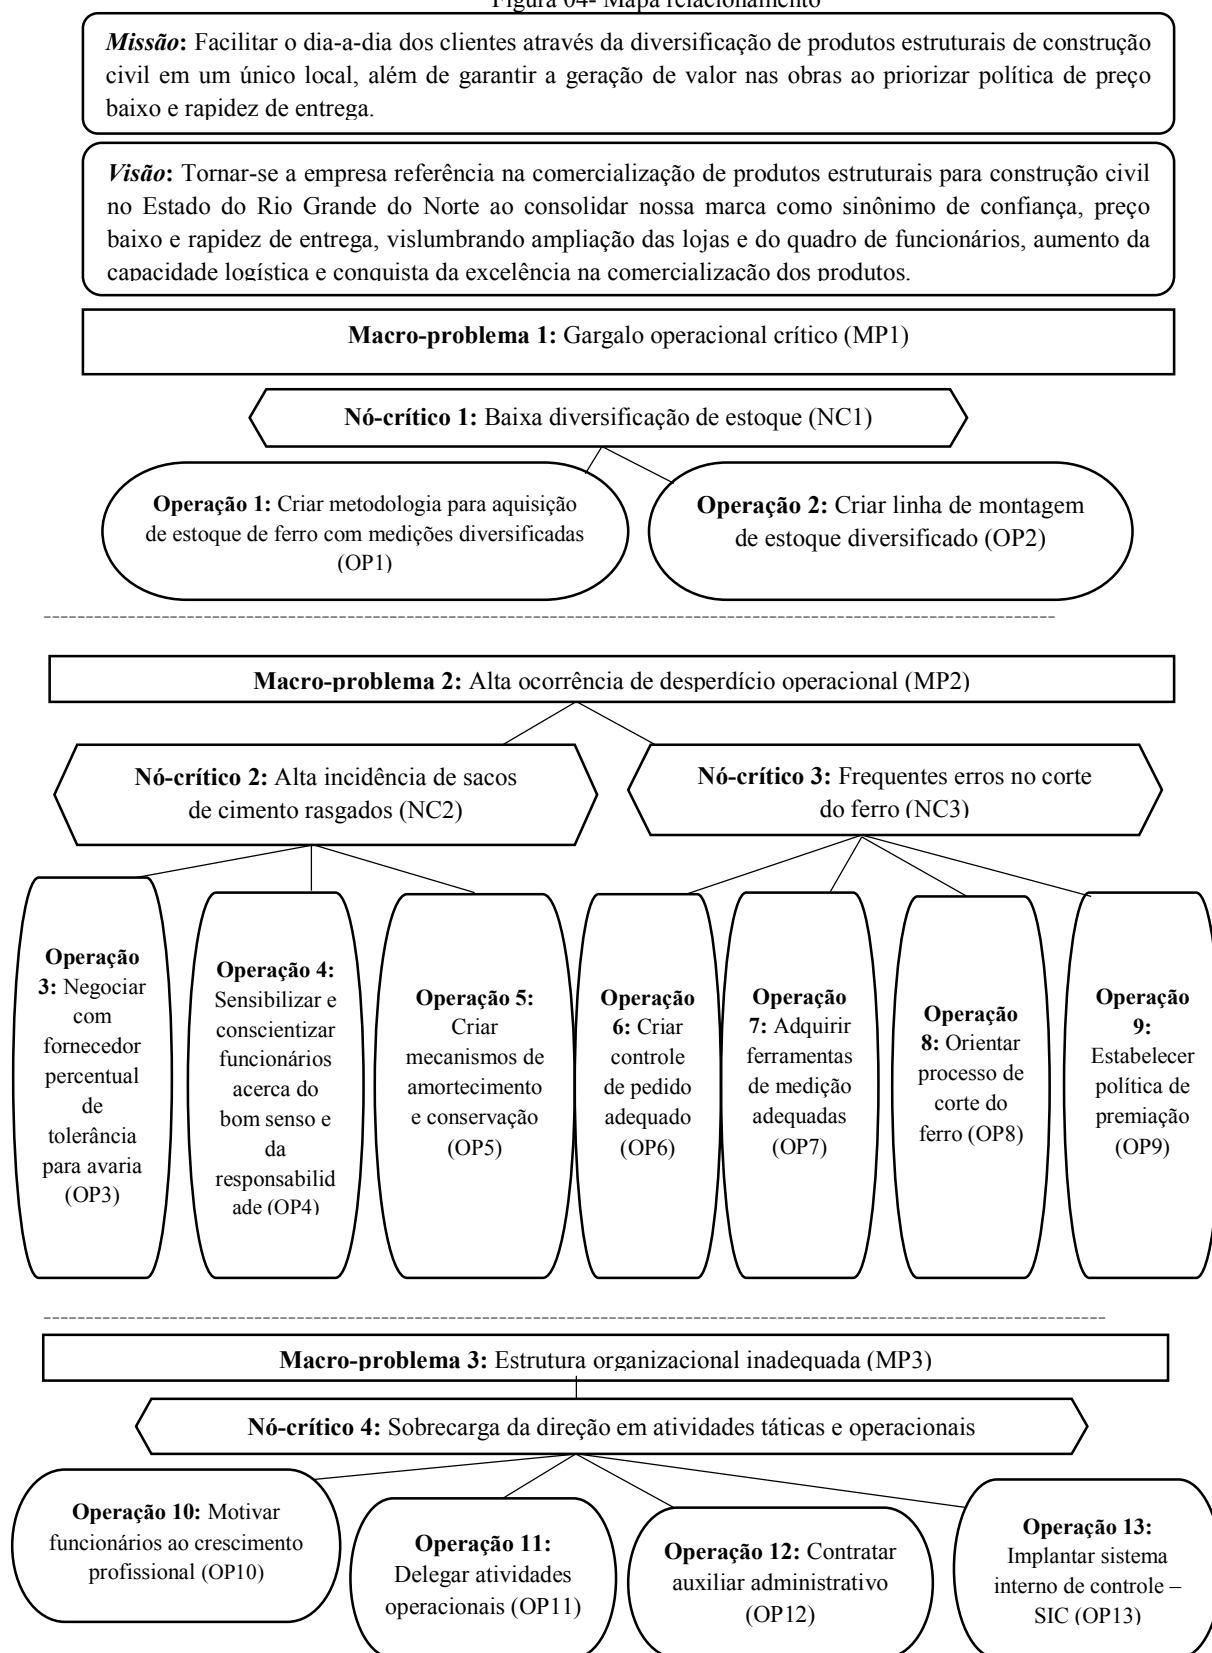 Figura 04- Mapa relacionamento
Missão: Facilitar o dia-a-dia dos clientes através da diversificação de produtos estruturais de construção
civil em um único local, além de garantir a geração de valor nas obras ao priorizar política de preço
baixo e rapidez de entrega.
Visão: Tornar-se a empresa referência na comercialização de produtos estruturais para construção civil
no Estado do Rio Grande do Norte ao consolidar nossa marca como sinônimo de confiança, preço
baixo e rapidez de entrega, vislumbrando ampliação das lojas e do quadro de funcionários, aumento da
capacidade logística e conquista da excelência na comercialização dos produtos.
Macro-problema 1: Gargalo operacional crítico (MP1)
Nó-crítico 1: Baixa diversificação de estoque (NC1)
Operação 1: Criar metodologia para aquisição
de estoque de ferro com medições diversificadas
(OP1)
Operação 2: Criar linha de montagem
de estoque diversificado (OP2)
Macro-problema 2: Alta ocorrência de desperdício operacional (MP2)
Nó-crítico 2: Alta incidência de sacos
de cimento rasgados (NC2)
Nó-crítico 3: Frequentes erros no corte
do ferro (NC3)
Operação
3: Negociar
com
fornecedor
percentual
de
tolerância
para avaria
(OP3)
Operação 4:
Sensibilizar e
conscientizar
funcionários
acerca do
bom senso e
da
responsabilid
ade (OP4)
Operação 5:
Criar
mecanismos de
amortecimento
e conservação
(OP5)
Operação
6: Criar
controle
de pedido
adequado
(OP6)
Operação
7: Adquirir
ferramentas
de medição
adequadas
(OP7)
Operação
8: Orientar
processo de
corte do
ferro (OP8)
Operação
9:
Estabelecer
política de
premiação
(OP9)
Macro-problema 3: Estrutura organizacional inadequada (MP3)
Nó-crítico 4: Sobrecarga da direção em atividades táticas e operacionais
Operação 10: Motivar
funcionários ao crescimento
profissional (OP10)
Operação 11:
Delegar atividades
operacionais (OP11)
Operação 12: Contratar
auxiliar administrativo
(OP12)
Operação 13:
Implantar sistema
interno de controle –
SIC (OP13)